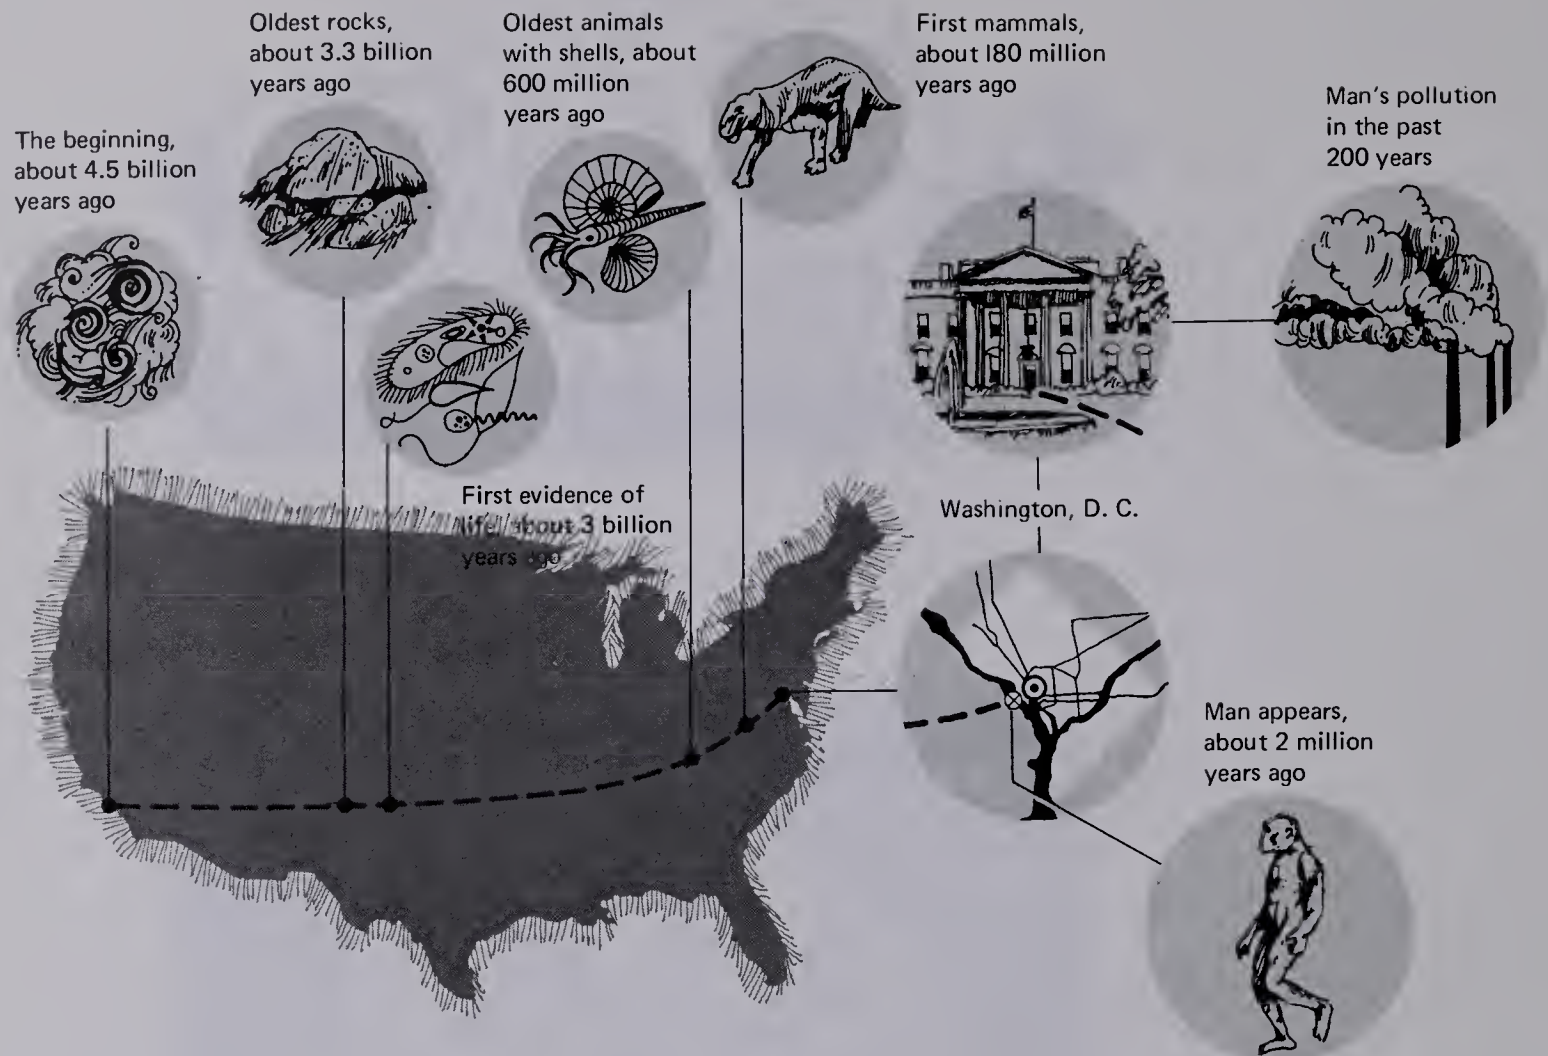 The beginning,
about 4.5 billion
years ago
Oldest rocks,
about 3.3 billion
years ago
First evidence of
life, about 3 billion
years ago
Oldest animals
with shells, about
600 million
years ago
First mammals,
about 180 million
years ago
Washington, D. C.
Man's pollution
in the past
200 years
Man appears,
about 2 million
years ago